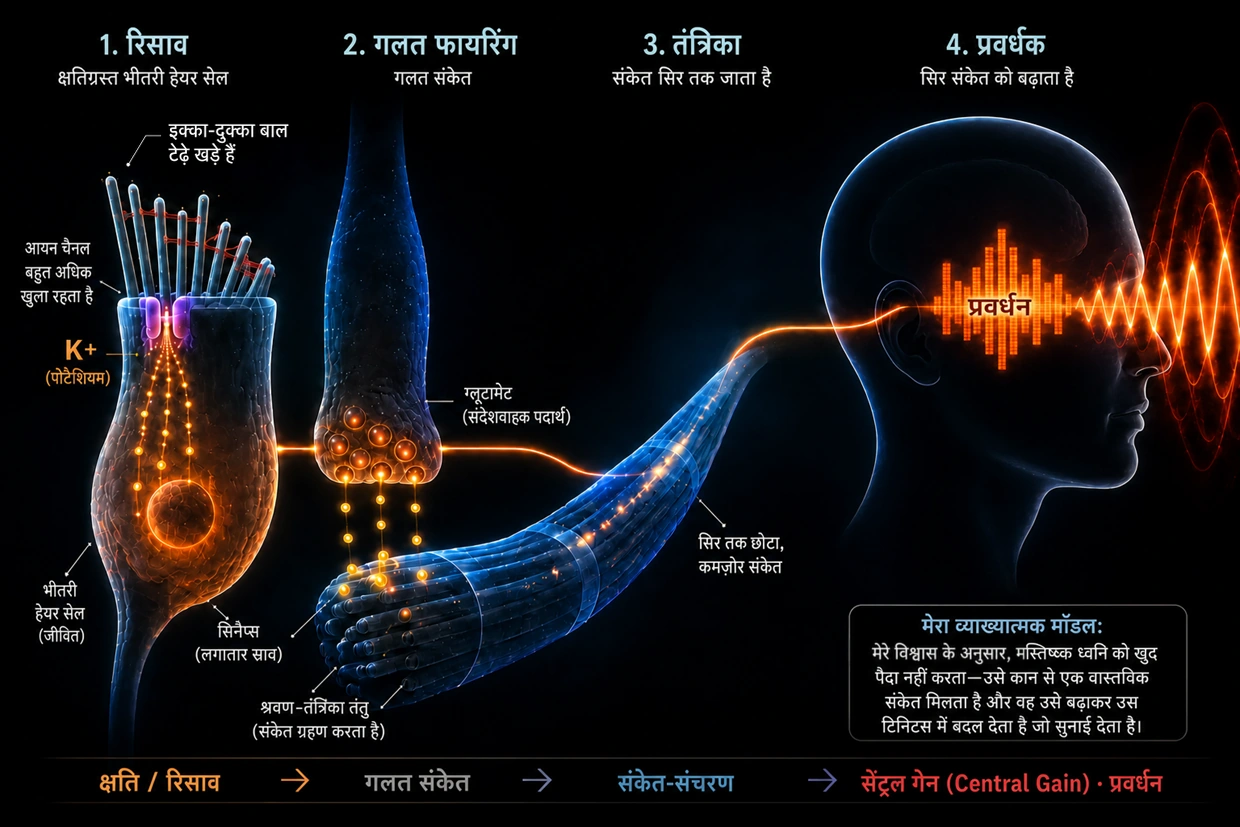 1. रिसाव
क्षतिग्रस्त भीतरी हेयर सेल
2. गलत फायरिंग
गलत संकेत
3. तंत्रिका
संकेत सिर तक जाता है
4. प्रवर्धक
सिर संकेत को बढ़ाता है
इक्का-दुक्का बाल
टेढ़े खड़े हैं
आयन चैनल
बहुत अधिक
खुला रहता है
K+
(पोटैशियम)
ग्लूटामेट
(संदेशवाहक पदार्थ)
प्रवर्धन
सिर तक छोटा,
कमज़ोर संकेत
भीतरी
हेयर सेल
(जीवित)
सिनैप्स
(लगातार स्राव)
श्रवण-तंत्रिका तंतु
(संकेत ग्रहण करता है)
मेरा व्याख्यात्मक मॉडल:
मेरे विश्वास के अनुसार, मस्तिष्क ध्वनि को खुद
पैदा नहीं करता—उसे कान से एक वास्तविक
संकेत मिलता है और वह उसे बढ़ाकर उस
टिनिटस में बदल देता है जो सुनाई देता है।
क्षति / रिसाव → गलत संकेत → संकेत-संचरण → सेंट्रल गेन (Central Gain) · प्रवर्धन